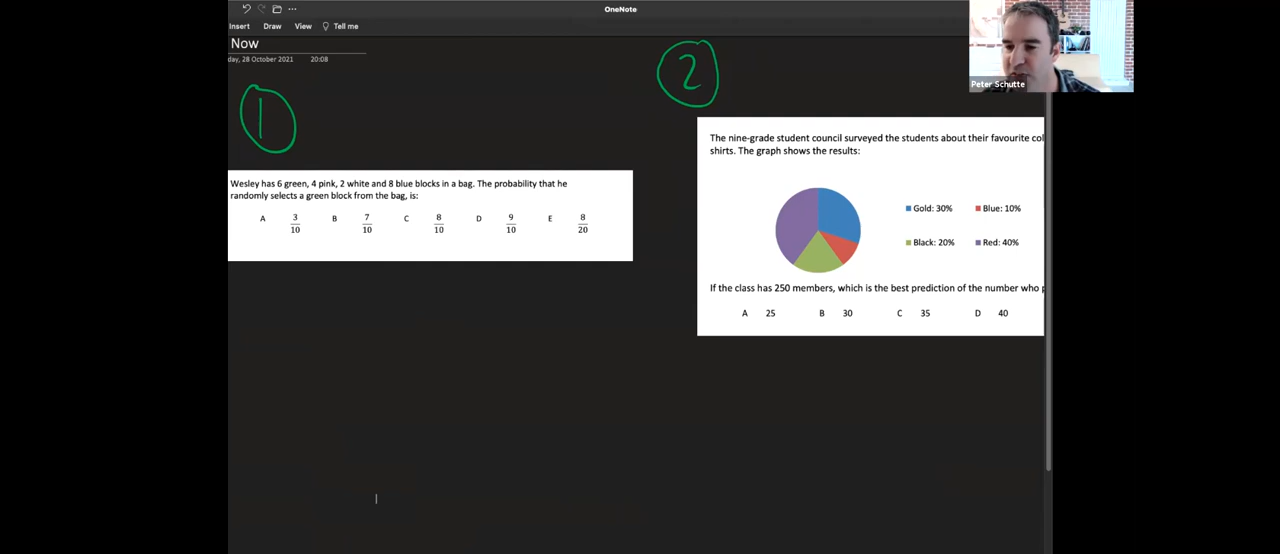 OneNote
Insert Draw View Tell me
Now
day, 28 October 2021 20:08
1
2
Peter Schutte
Wesley has 6 green, 4 pink, 2 white and 8 blue blocks in a bag. The probability that he
randomly selects a green block from the bag, is:
A 3/10 B 7/10 C 8/10 D 9/10 E 8/20
The nine-grade student council surveyed the students about their favourite col
shirts. The graph shows the results:
Gold: 30% Blue: 10%
Black: 20% Red: 40%
If the class has 250 members, which is the best prediction of the number who
A 25 B 30 C 35 D 40